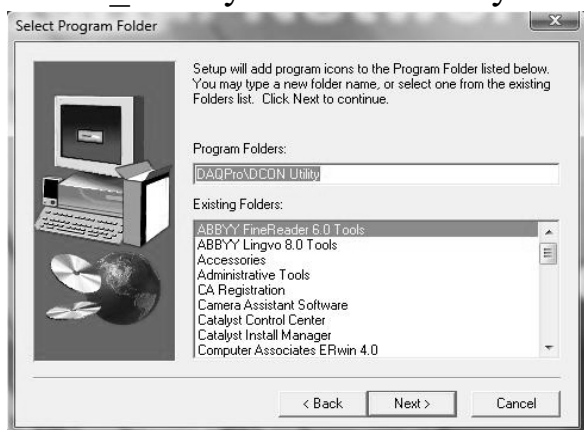 Select Program Folder
Setup will add program icons to the Program Folder listed below.
You may type a new folder name, or select one from the existing
Folders list. Click Next to continue.
Program Folders:
DAQPro\DCON Utility
Existing Folders:
ABBYY FineReader 6.0 Tools
ABBYY Lingvo 8.0 Tools
Accessories
Administrative Tools
CA Registration
Camera Assistant Software
Catalyst Control Center
Catalyst Install Manager
Computer Associates ERwin 4.0
< Back
Next >
Cancel